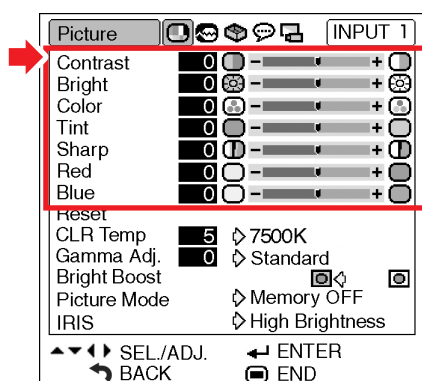 Picture INPUT 1
Contrast 0 - +
Bright 0 - +
Color 0 - +
Tint 0 - +
Sharp 0 - +
Red 0 - +
Blue 0 - +
Reset
CLR Temp 5 7500K
Gamma Adj. 0 Standard
Bright Boost
Picture Mode Memory OFF
IRIS High Brightness
SEL./ADJ. ENTER
BACK END